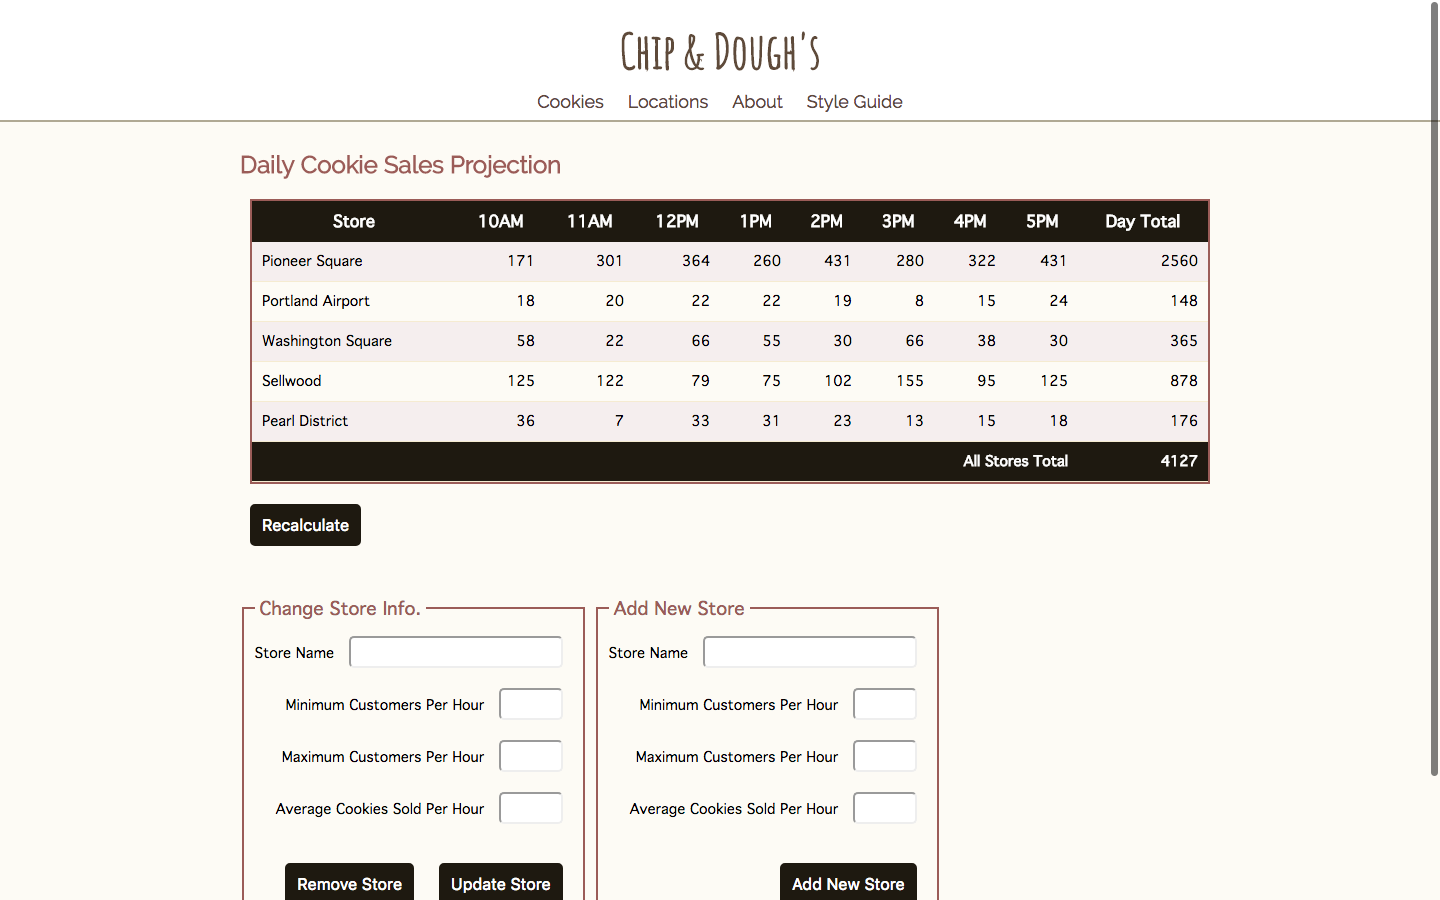 Chip & Dough's
Cookies Locations About Style Guide
Daily Cookie Sales Projection
Store 10AM 11AM 12PM 1PM 2PM 3PM 4PM 5PM Day Total
Pioneer Square 171 301 364 260 431 280 322 431 2560
Portland Airport 18 20 22 22 19 8 15 24 148
Washington Square 58 22 66 55 30 66 38 30 365
Sellwood 125 122 79 75 102 155 95 125 878
Pearl District 36 7 33 31 23 13 15 18 176
All Stores Total 4127
Recalculate
Change Store Info.
Store Name
Minimum Customers Per Hour
Maximum Customers Per Hour
Average Cookies Sold Per Hour
Remove Store Update Store
Add New Store
Store Name
Minimum Customers Per Hour
Maximum Customers Per Hour
Average Cookies Sold Per Hour
Add New Store